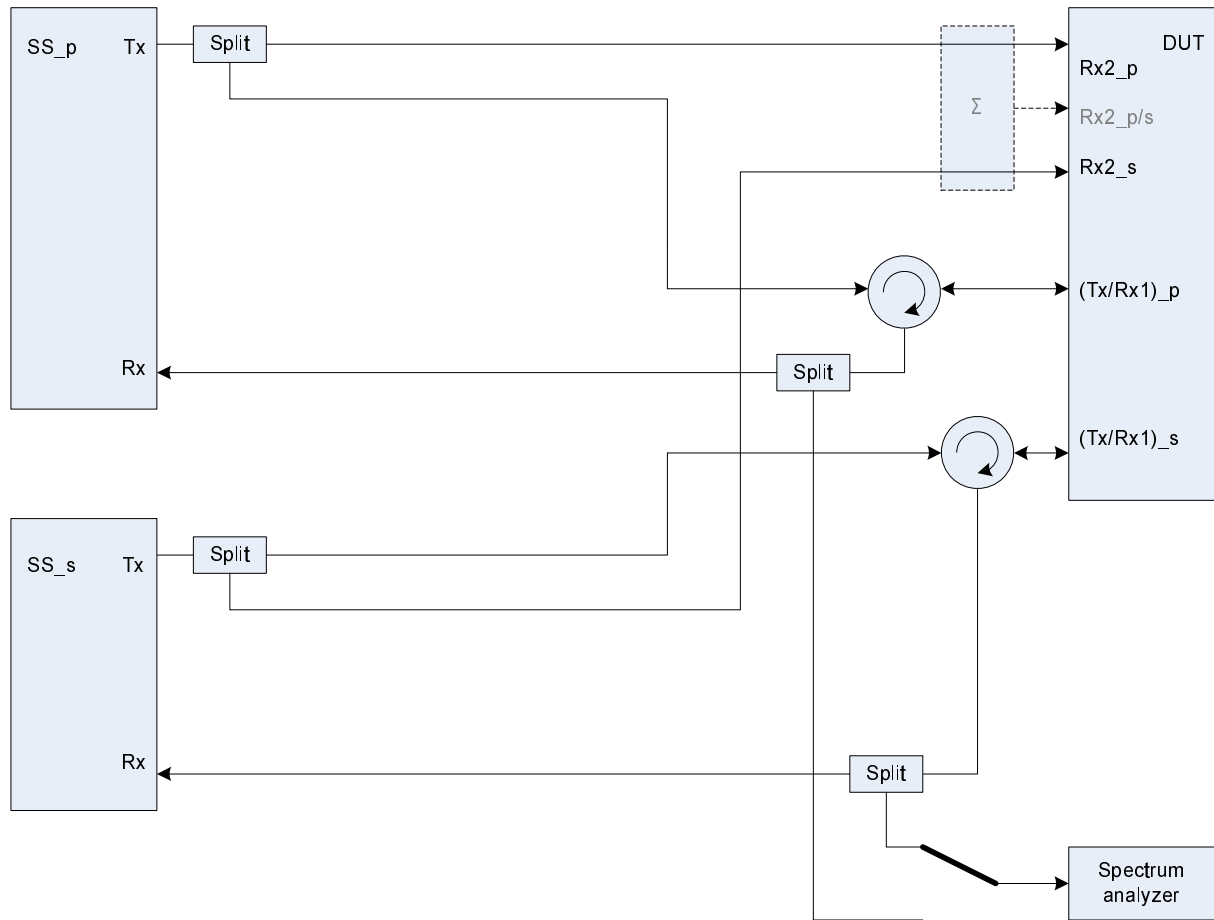 SS_p
Tx
Split
DUT
Rx2_p
Σ
Rx2_p/s
Rx2_s
(Tx/Rx1)_p
Rx
Split
(Tx/Rx1)_s
SS_s
Tx
Split
Rx
Split
Spectrum
analyzer